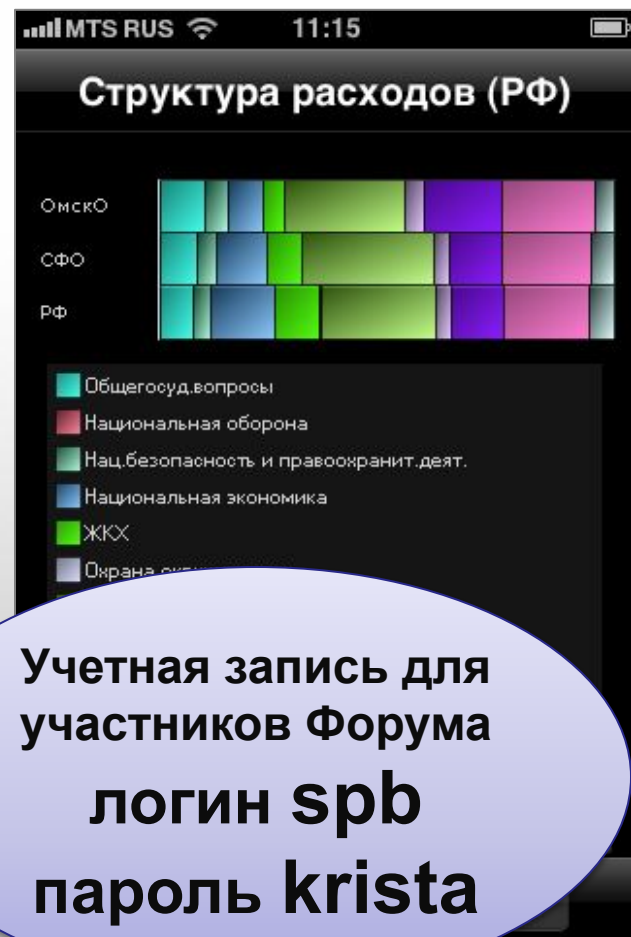 MTS RUS 11:15
Структура расходов (РФ)
ОмскО
СФО
РФ
Общегосуд.вопросы
Национальная оборона
Нац.безопасность и правоохранит.деят.
Национальная экономика
ЖКХ
Охрана
Учетная запись для
участников Форума
логин spb
пароль krista